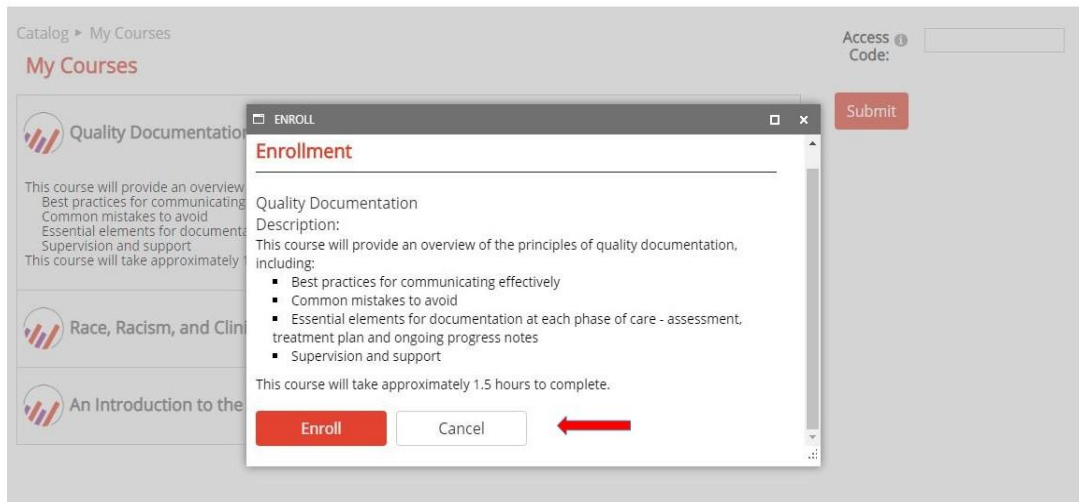 Catalog ▸ My Courses
My Courses
Access
Code:
Submit
Quality Documentation
This course will provide an overview
Best practices for communicating
Common mistakes to avoid
Essential elements for documenta
Supervision and support
This course will take approximately 1
Race, Racism, and Clini
An Introduction to the
ENROLL
Enrollment
Quality Documentation
Description:
This course will provide an overview of the principles of quality documentation,
including:
▪ Best practices for communicating effectively
▪ Common mistakes to avoid
▪ Essential elements for documentation at each phase of care - assessment,
treatment plan and ongoing progress notes
▪ Supervision and support
This course will take approximately 1.5 hours to complete.
Enroll Cancel